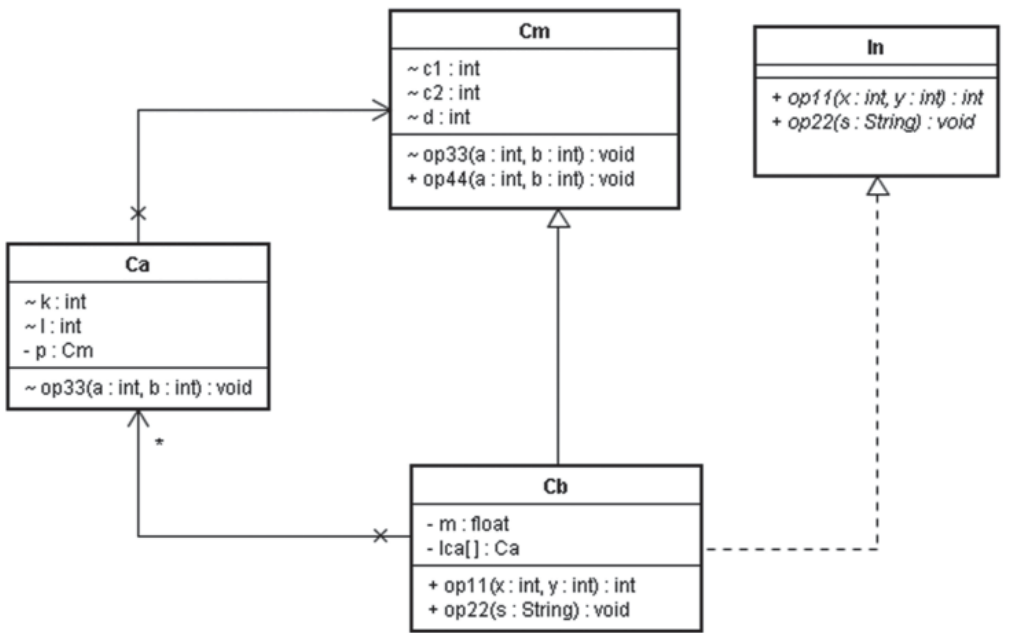 Cm
~ c1 : int
~ c2 : int
~ d : int
~ op33(a : int, b : int) : void
+ op44(a : int, b : int) : void
In
+ op11(x : int, y : int) : int
+ op22(s : String) : void
Ca
~ k : int
~ l : int
- p : Cm
~ op33(a : int, b : int) : void
*
Cb
- m : float
- lca[] : Ca
+ op11(x : int, y : int) : int
+ op22(s : String) : void